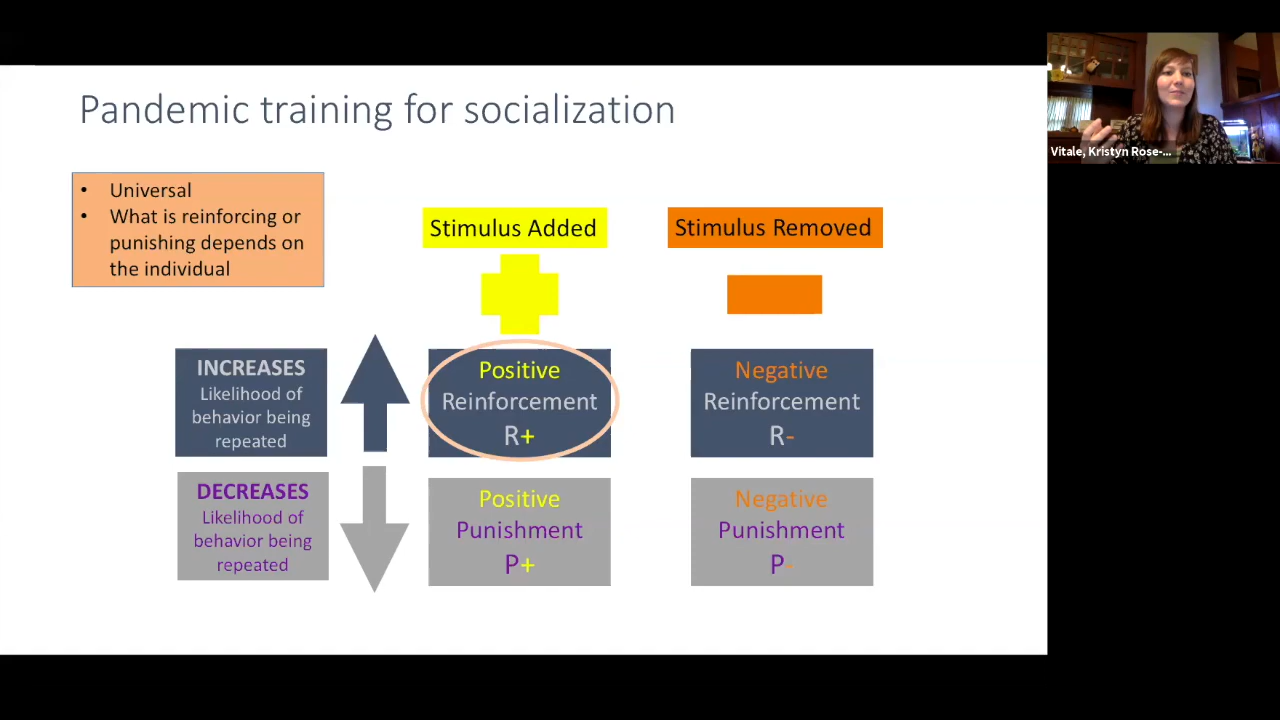 Pandemic training for socialization
Vitale, Kristyn Rose-...
• Universal
• What is reinforcing or
punishing depends on
the individual
Stimulus Added
Stimulus Removed
INCREASES
Likelihood of
behavior being
repeated
Positive
Reinforcement
R+
Negative
Reinforcement
R-
DECREASES
Likelihood of
behavior being
repeated
Positive
Punishment
P+
Negative
Punishment
P-